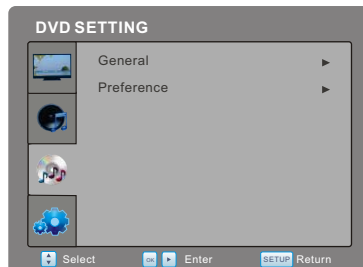 DVD SETTING
General ►
Preference ►
Select OK Enter SETUP Return